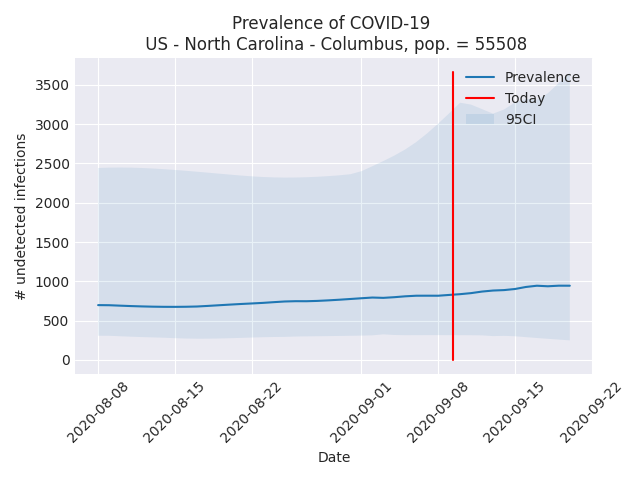 Prevalence of COVID-19
US - North Carolina - Columbus, pop. = 55508
Prevalence
Today
95CI
# undetected infections
3500
3000
2500
2000
1500
1000
500
0
2020-08-08
2020-08-15
2020-08-22
2020-09-01
2020-09-08
2020-09-15
2020-09-22
Date